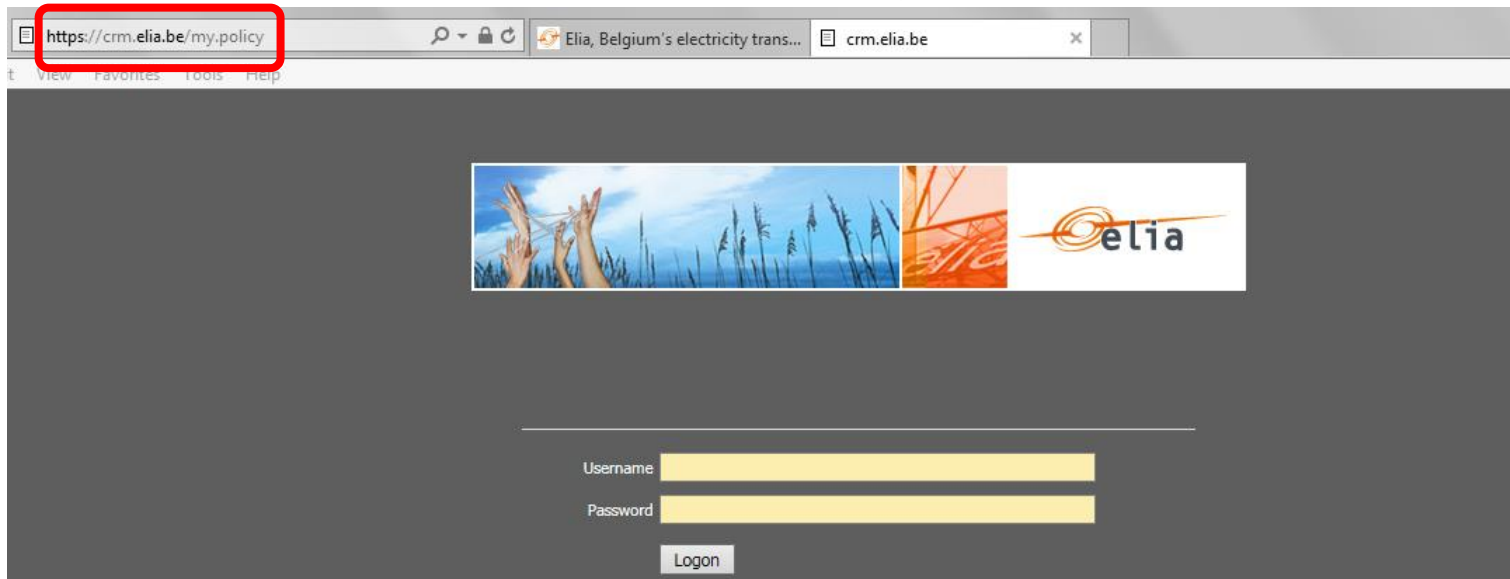 https://crm.elia.be/my.policy
Elia, Belgium's electricity trans...
crm.elia.be
t View Favorites Tools Help
elia
elia
Username
Password
Logon